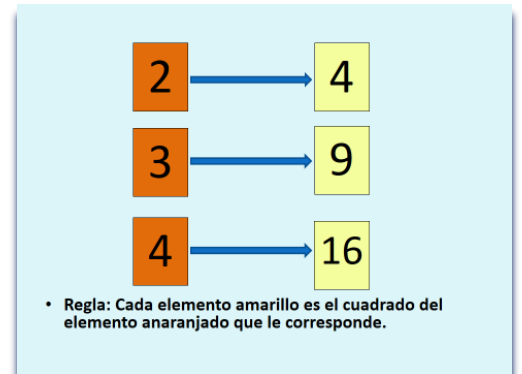 2 4
3 9
4 16
• Regla: Cada elemento amarillo es el cuadrado del
elemento anaranjado que le corresponde.